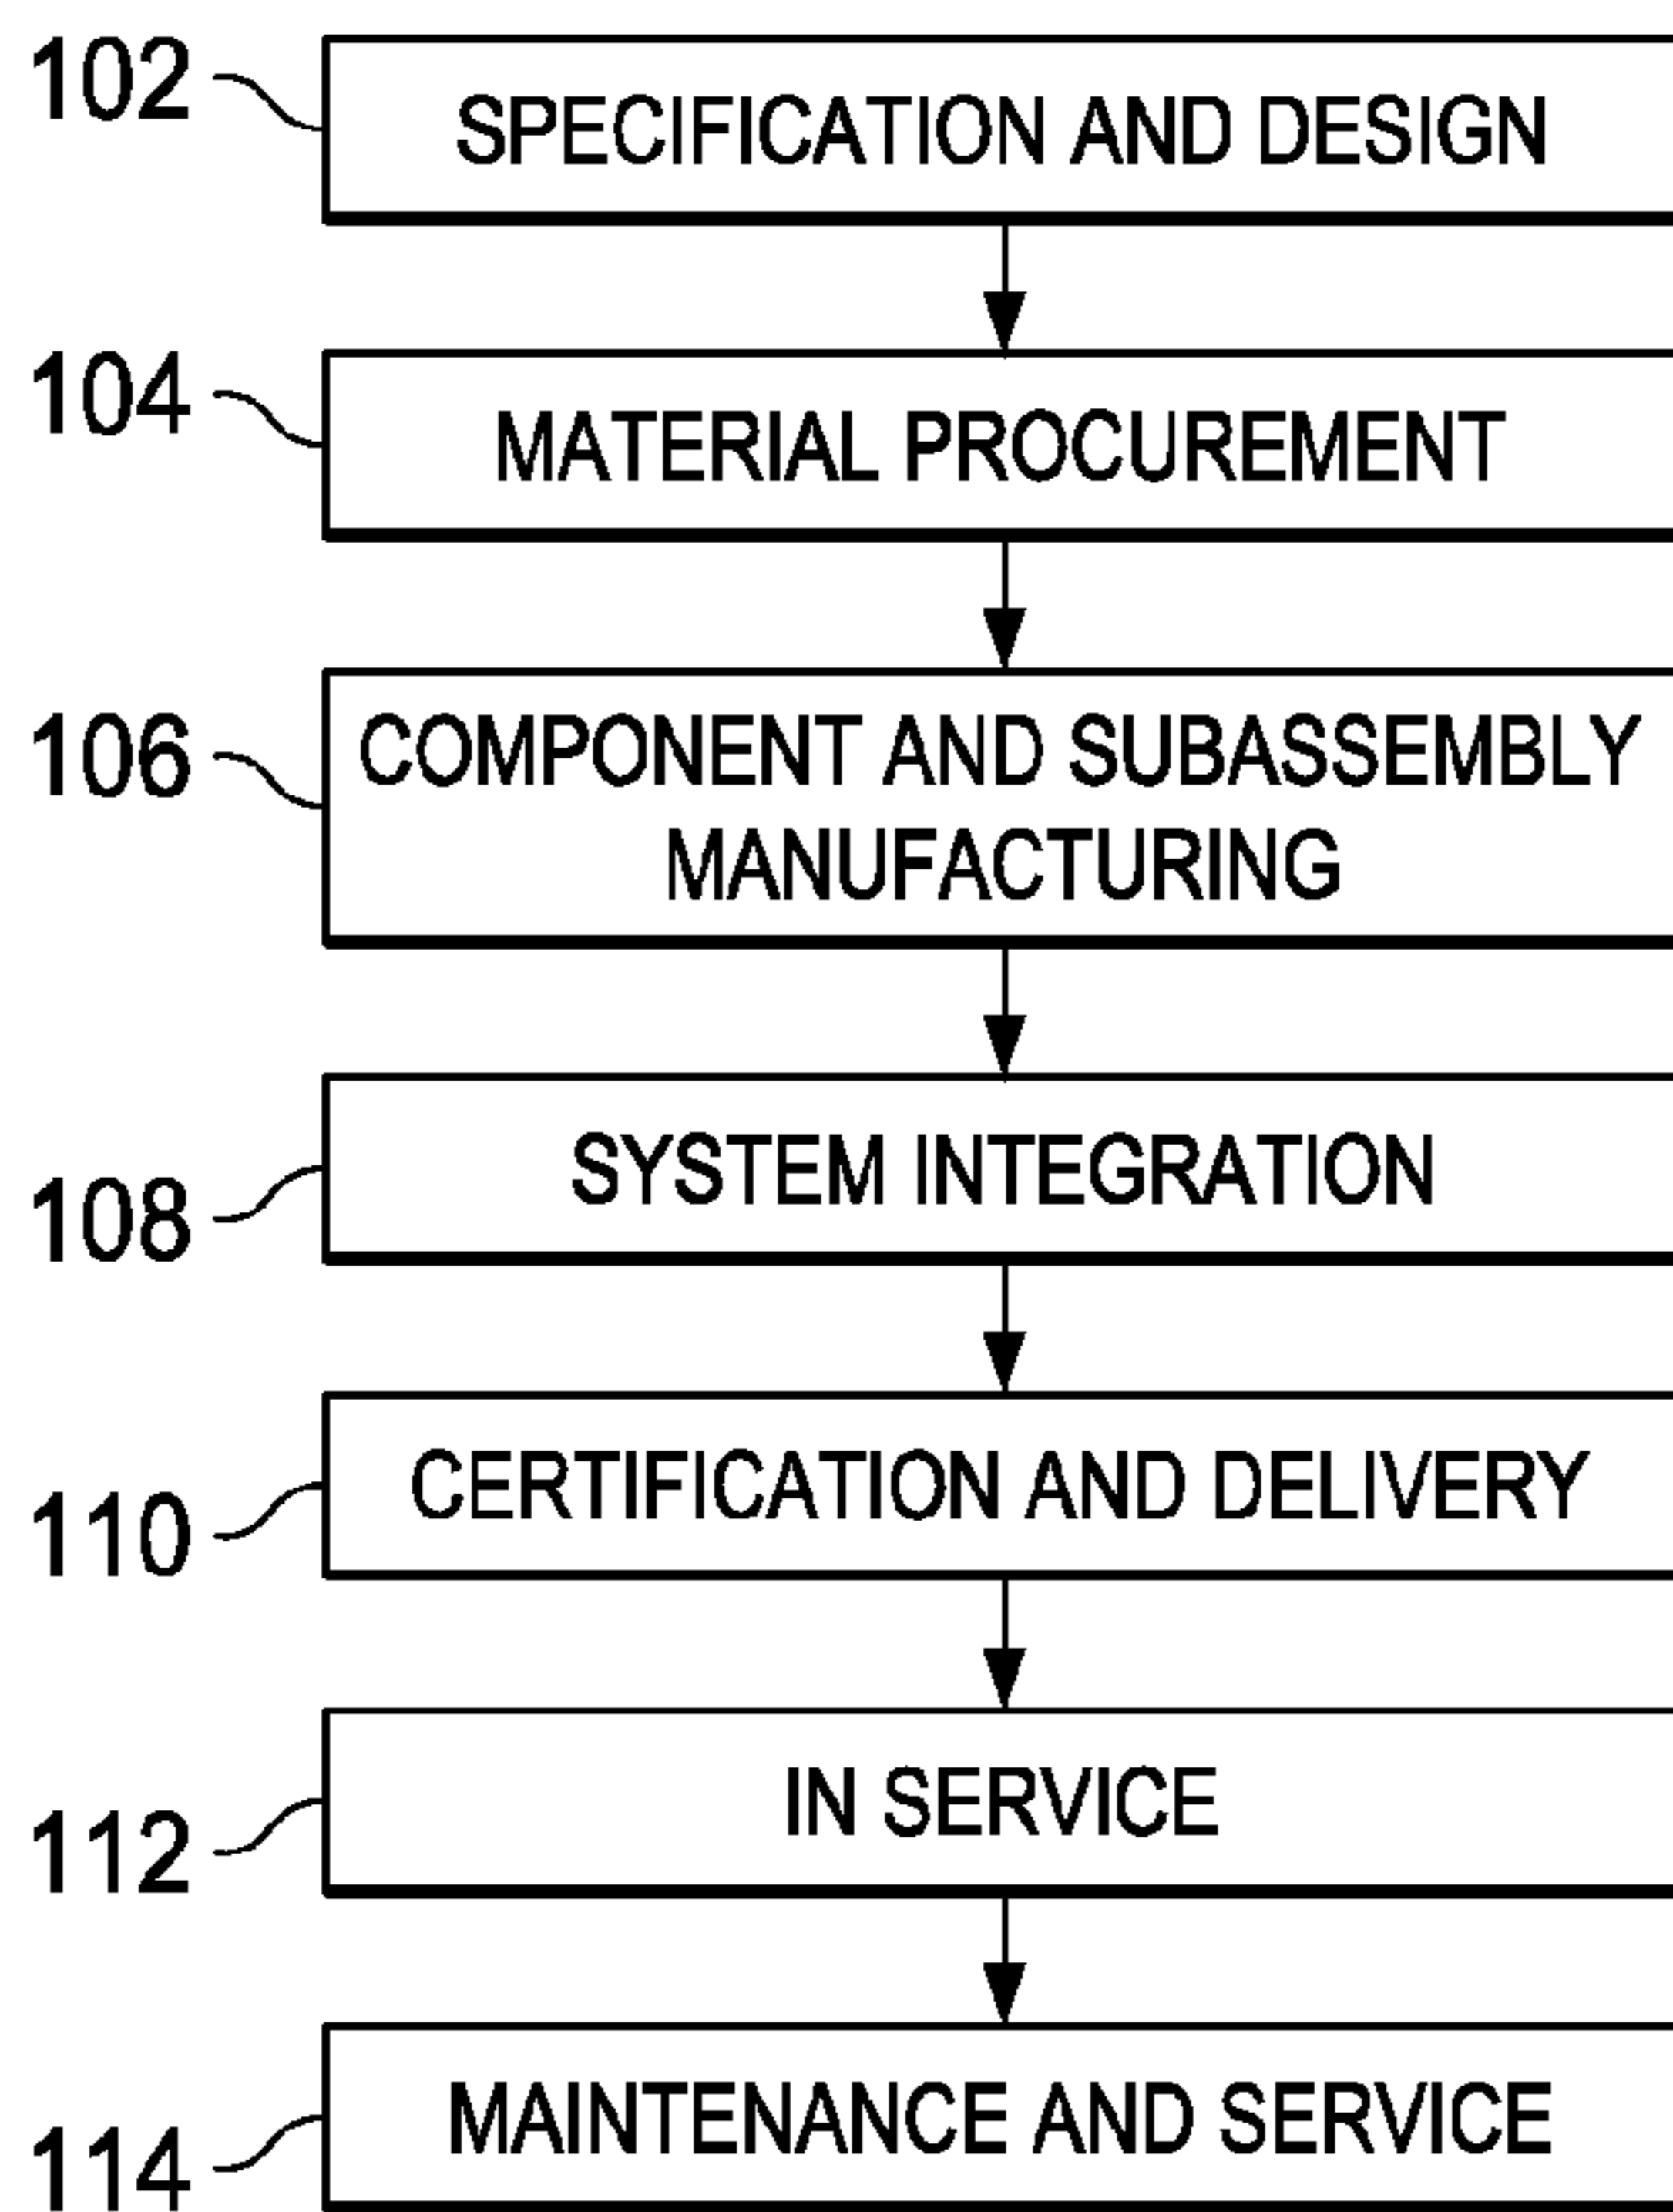 102
SPECIFICATION AND DESIGN
104
MATERIAL PROCUREMENT
106
COMPONENT AND SUBASSEMBLY
MANUFACTURING
108
SYSTEM INTEGRATION
110
CERTIFICATION AND DELIVERY
112
IN SERVICE
114
MAINTENANCE AND SERVICE